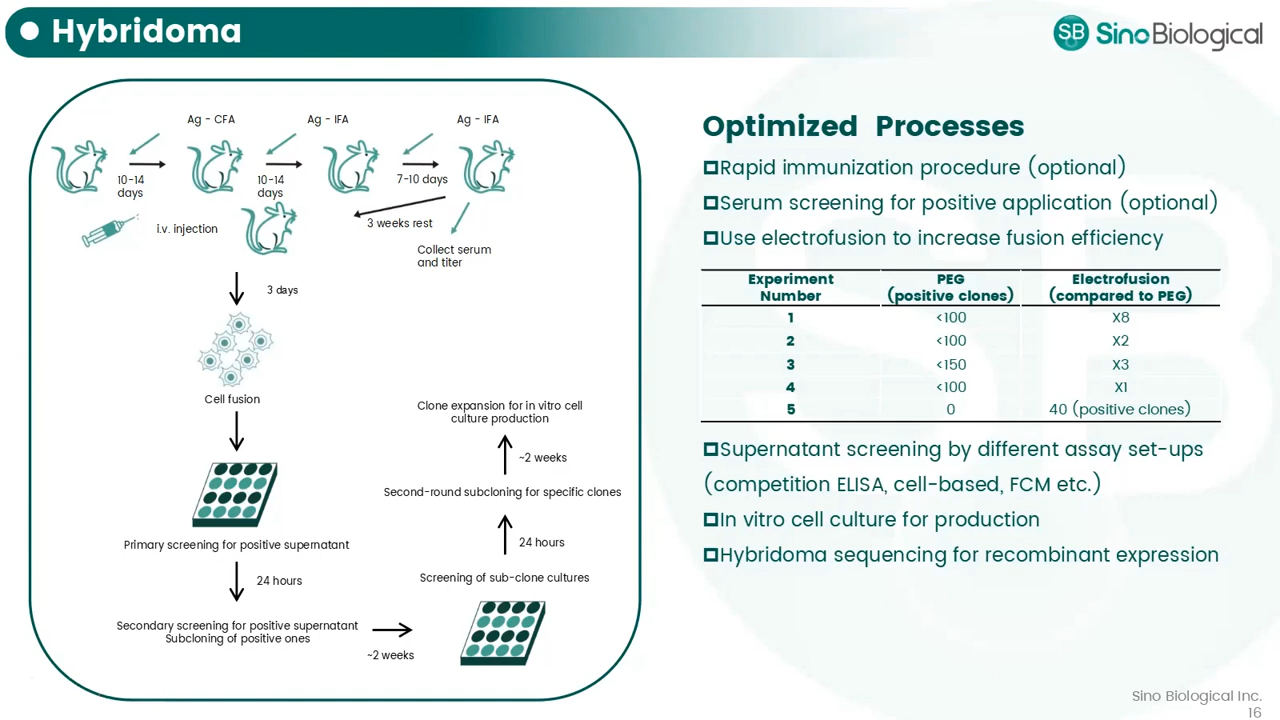 Hybridoma
SB SinoBiological
Ag - CFA
Ag - IFA
Ag - IFA
10-14
days
10-14
days
7-10 days
i.v. injection
3 weeks rest
Collect serum
and titer
3 days
Cell fusion
Primary screening for positive supernatant
24 hours
Secondary screening for positive supernatant
Subcloning of positive ones
~2 weeks
Screening of sub-clone cultures
24 hours
Second-round subcloning for specific clones
~2 weeks
Clone expansion for in vitro cell
culture production
Optimized Processes
Rapid immunization procedure (optional)
Serum screening for positive application (optional)
Use electrofusion to increase fusion efficiency
Experiment Number PEG (positive clones) Electrofusion (compared to PEG)
1 <100 X8
2 <100 X2
3 <150 X3
4 <100 X1
5 0 40 (positive clones)
Supernatant screening by different assay set-ups
(competition ELISA, cell-based, FCM etc.)
In vitro cell culture for production
Hybridoma sequencing for recombinant expression
Sino Biological Inc.
16